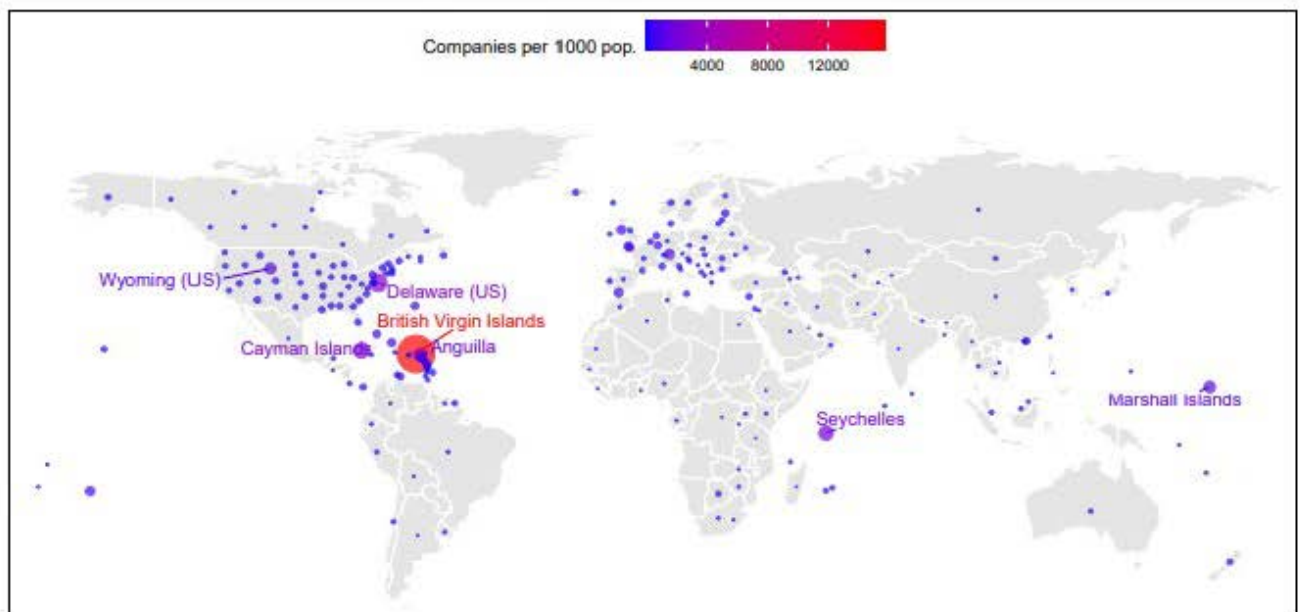 Companies per 1000 pop.
4000 8000 12000
Wyoming (US)
Delaware (US)
British Virgin Islands
Cayman Islands
Anguilla
Marshall Islands
Seychelles